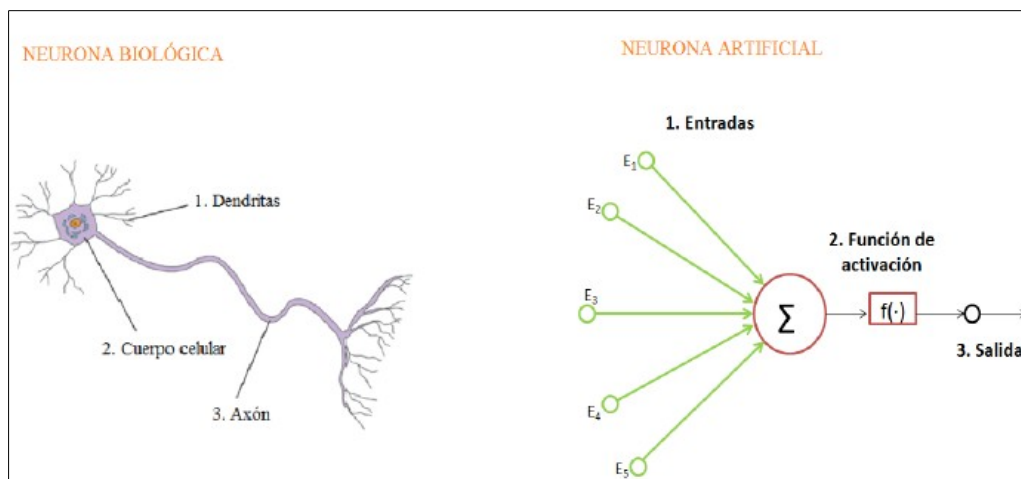 NEURONA BIOLÓGICA
1. Dendritas
2. Cuerpo celular
3. Axón
NEURONA ARTIFICIAL
1. Entradas
E1
E2
E3
E4
E5
Σ
2. Función de
activación
f(·)
3. Salida